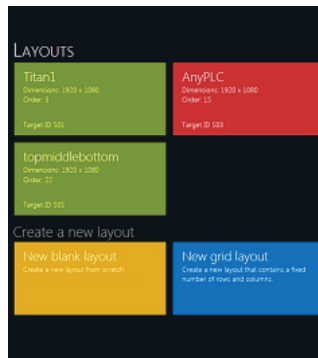 LAYOUTS
Titan1
Dimensions: 1920 x 1080
Order: 3
Target ID 501
AnyPLC
Dimensions: 1920 x 1080
Order: 15
Target ID 503
topmiddlebottom
Dimensions: 1920 x 1080
Order: 22
Target ID 505
Create a new layout
New blank layout
Create a new layout from scratch.
New grid layout
Create a new layout that contains a fixed
number of rows and columns.